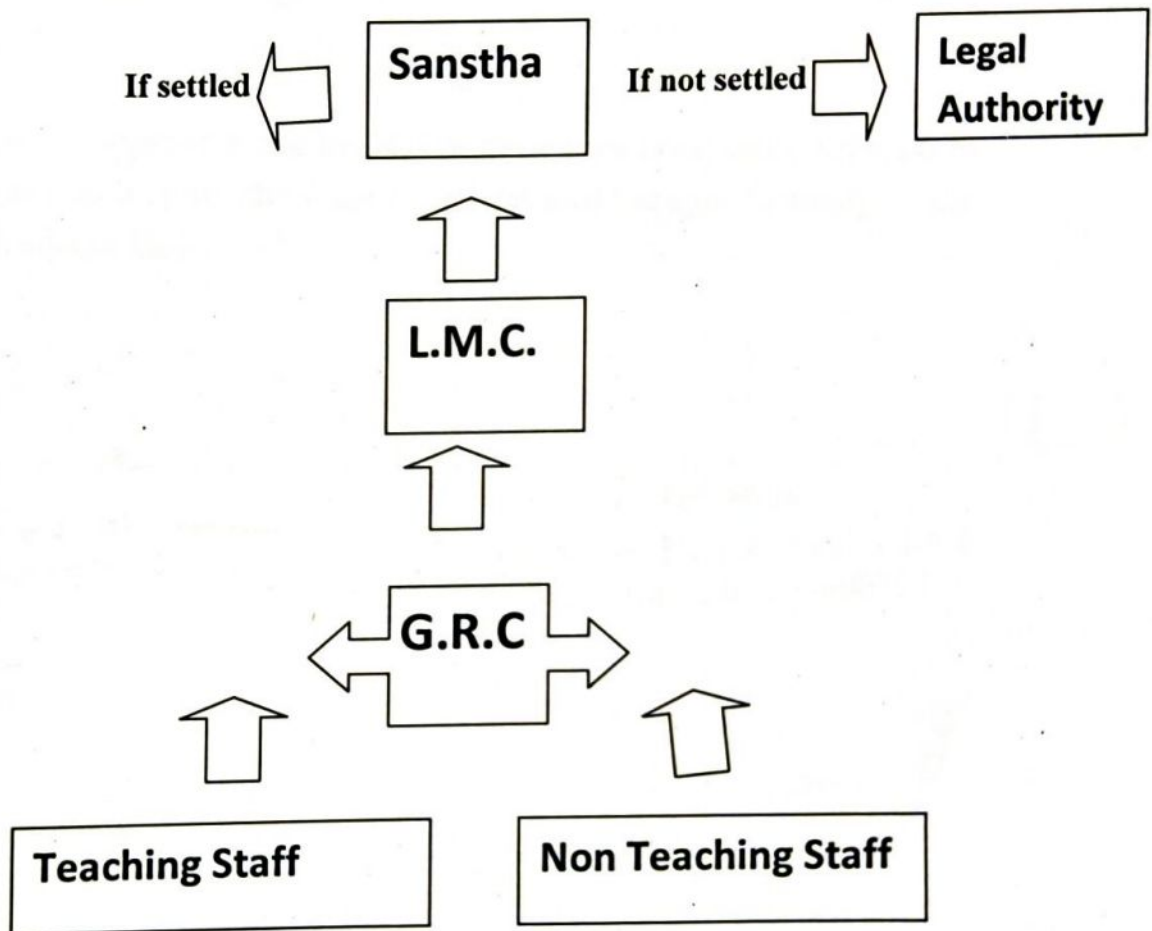 If settled
Sanstha
If not settled
Legal
Authority
L.M.C.
G.R.C
Teaching Staff
Non Teaching Staff